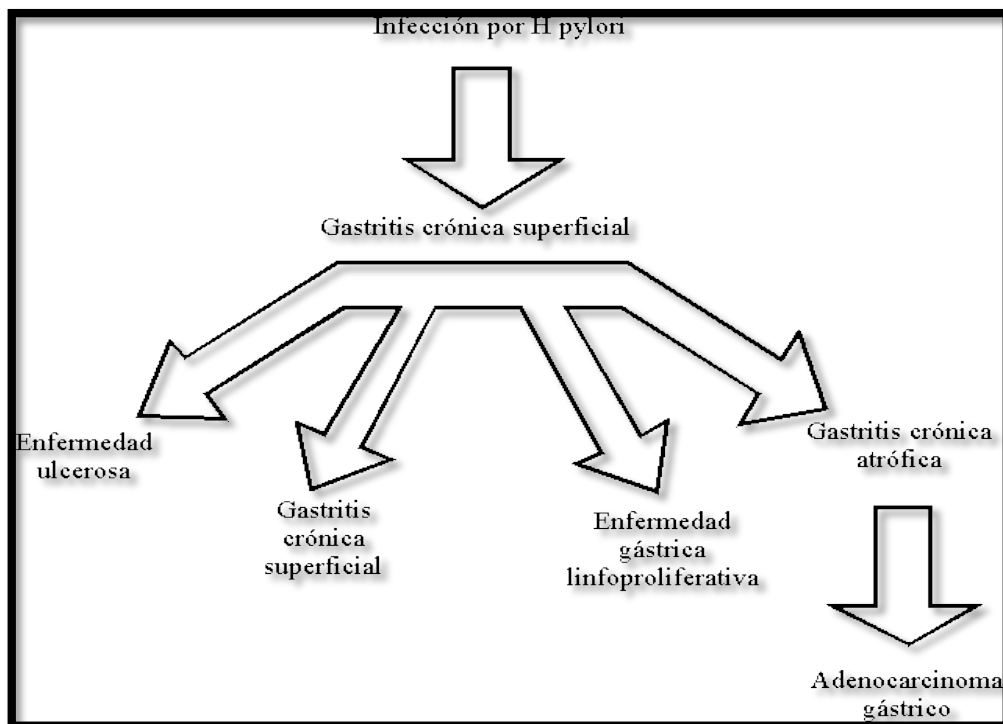 Infección por H pylori
Gastritis crónica superficial
Enfermedad
ulcerosa
Gastritis
crónica
superficial
Enfermedad
gástrica
linfoproliferativa
Gastritis crónica
atrófica
Adenocarcinoma
gástrico